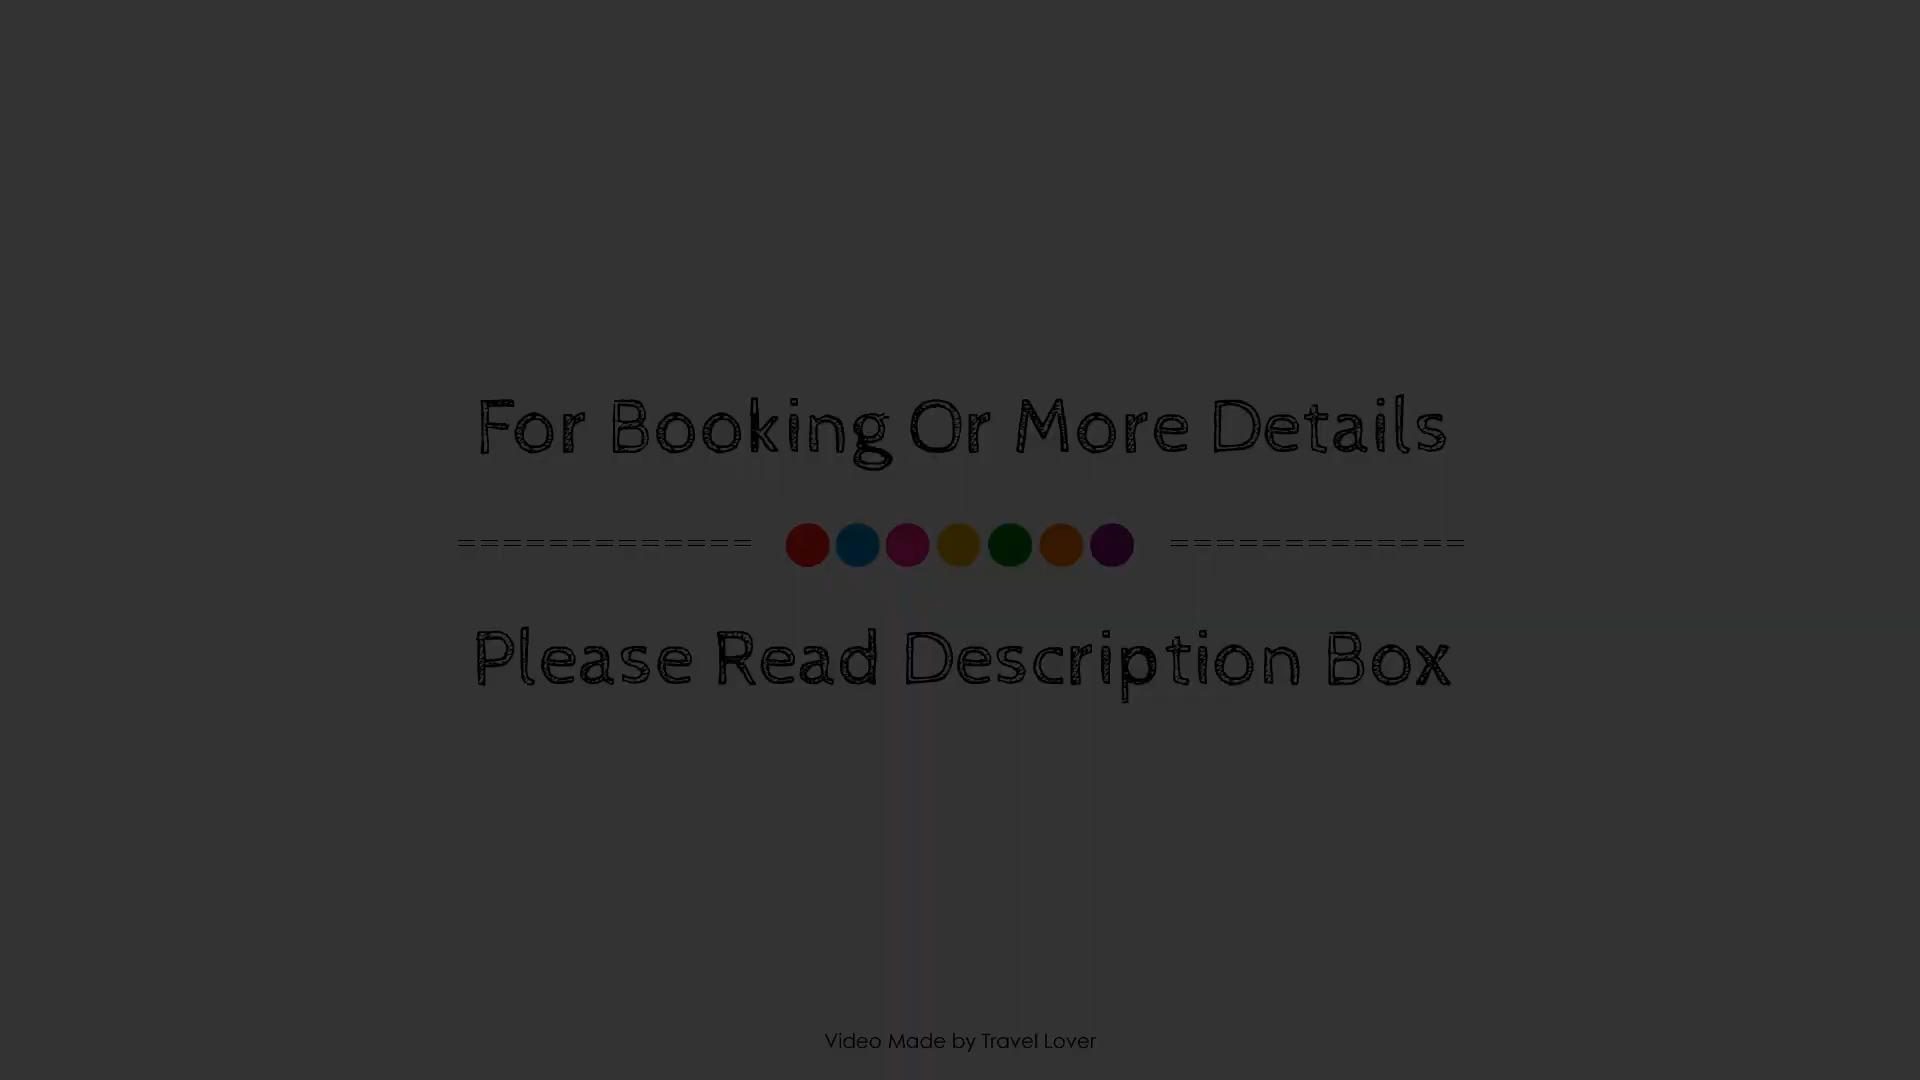 For Booking Or More Details
============= =============
Please Read Description Box
Video Made by Travel Lover